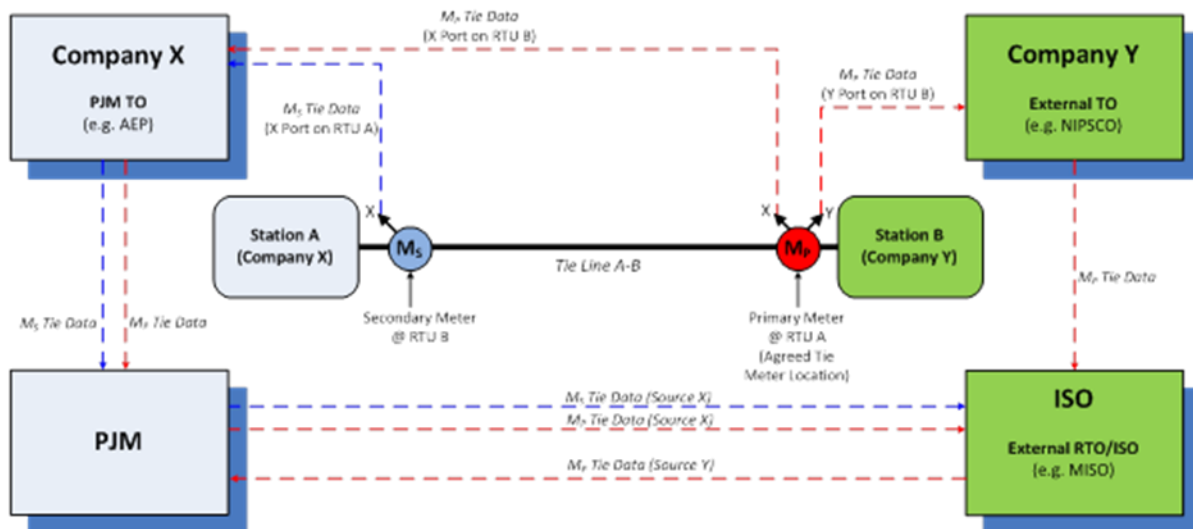 Company X
PJM TO
(e.g. AEP)
Mₚ Tie Data
(X Port on RTU B)
Company Y
External TO
(e.g. NIPSCO)
Mₚ Tie Data
(Y Port on RTU B)
Mₛ Tie Data
(X Port on RTU A)
Station A
(Company X)
X
Mₛ
Tie Line A-B
X
Y
Mₚ
Station B
(Company Y)
Secondary Meter
@ RTU B
Primary Meter
@ RTU A
(Agreed Tie
Meter Location)
Mₚ Tie Data
Mₛ Tie Data
Mₚ Tie Data
PJM
Mₛ Tie Data (Source X)
Mₚ Tie Data (Source X)
Mₚ Tie Data (Source Y)
ISO
External RTO/ISO
(e.g. MISO)